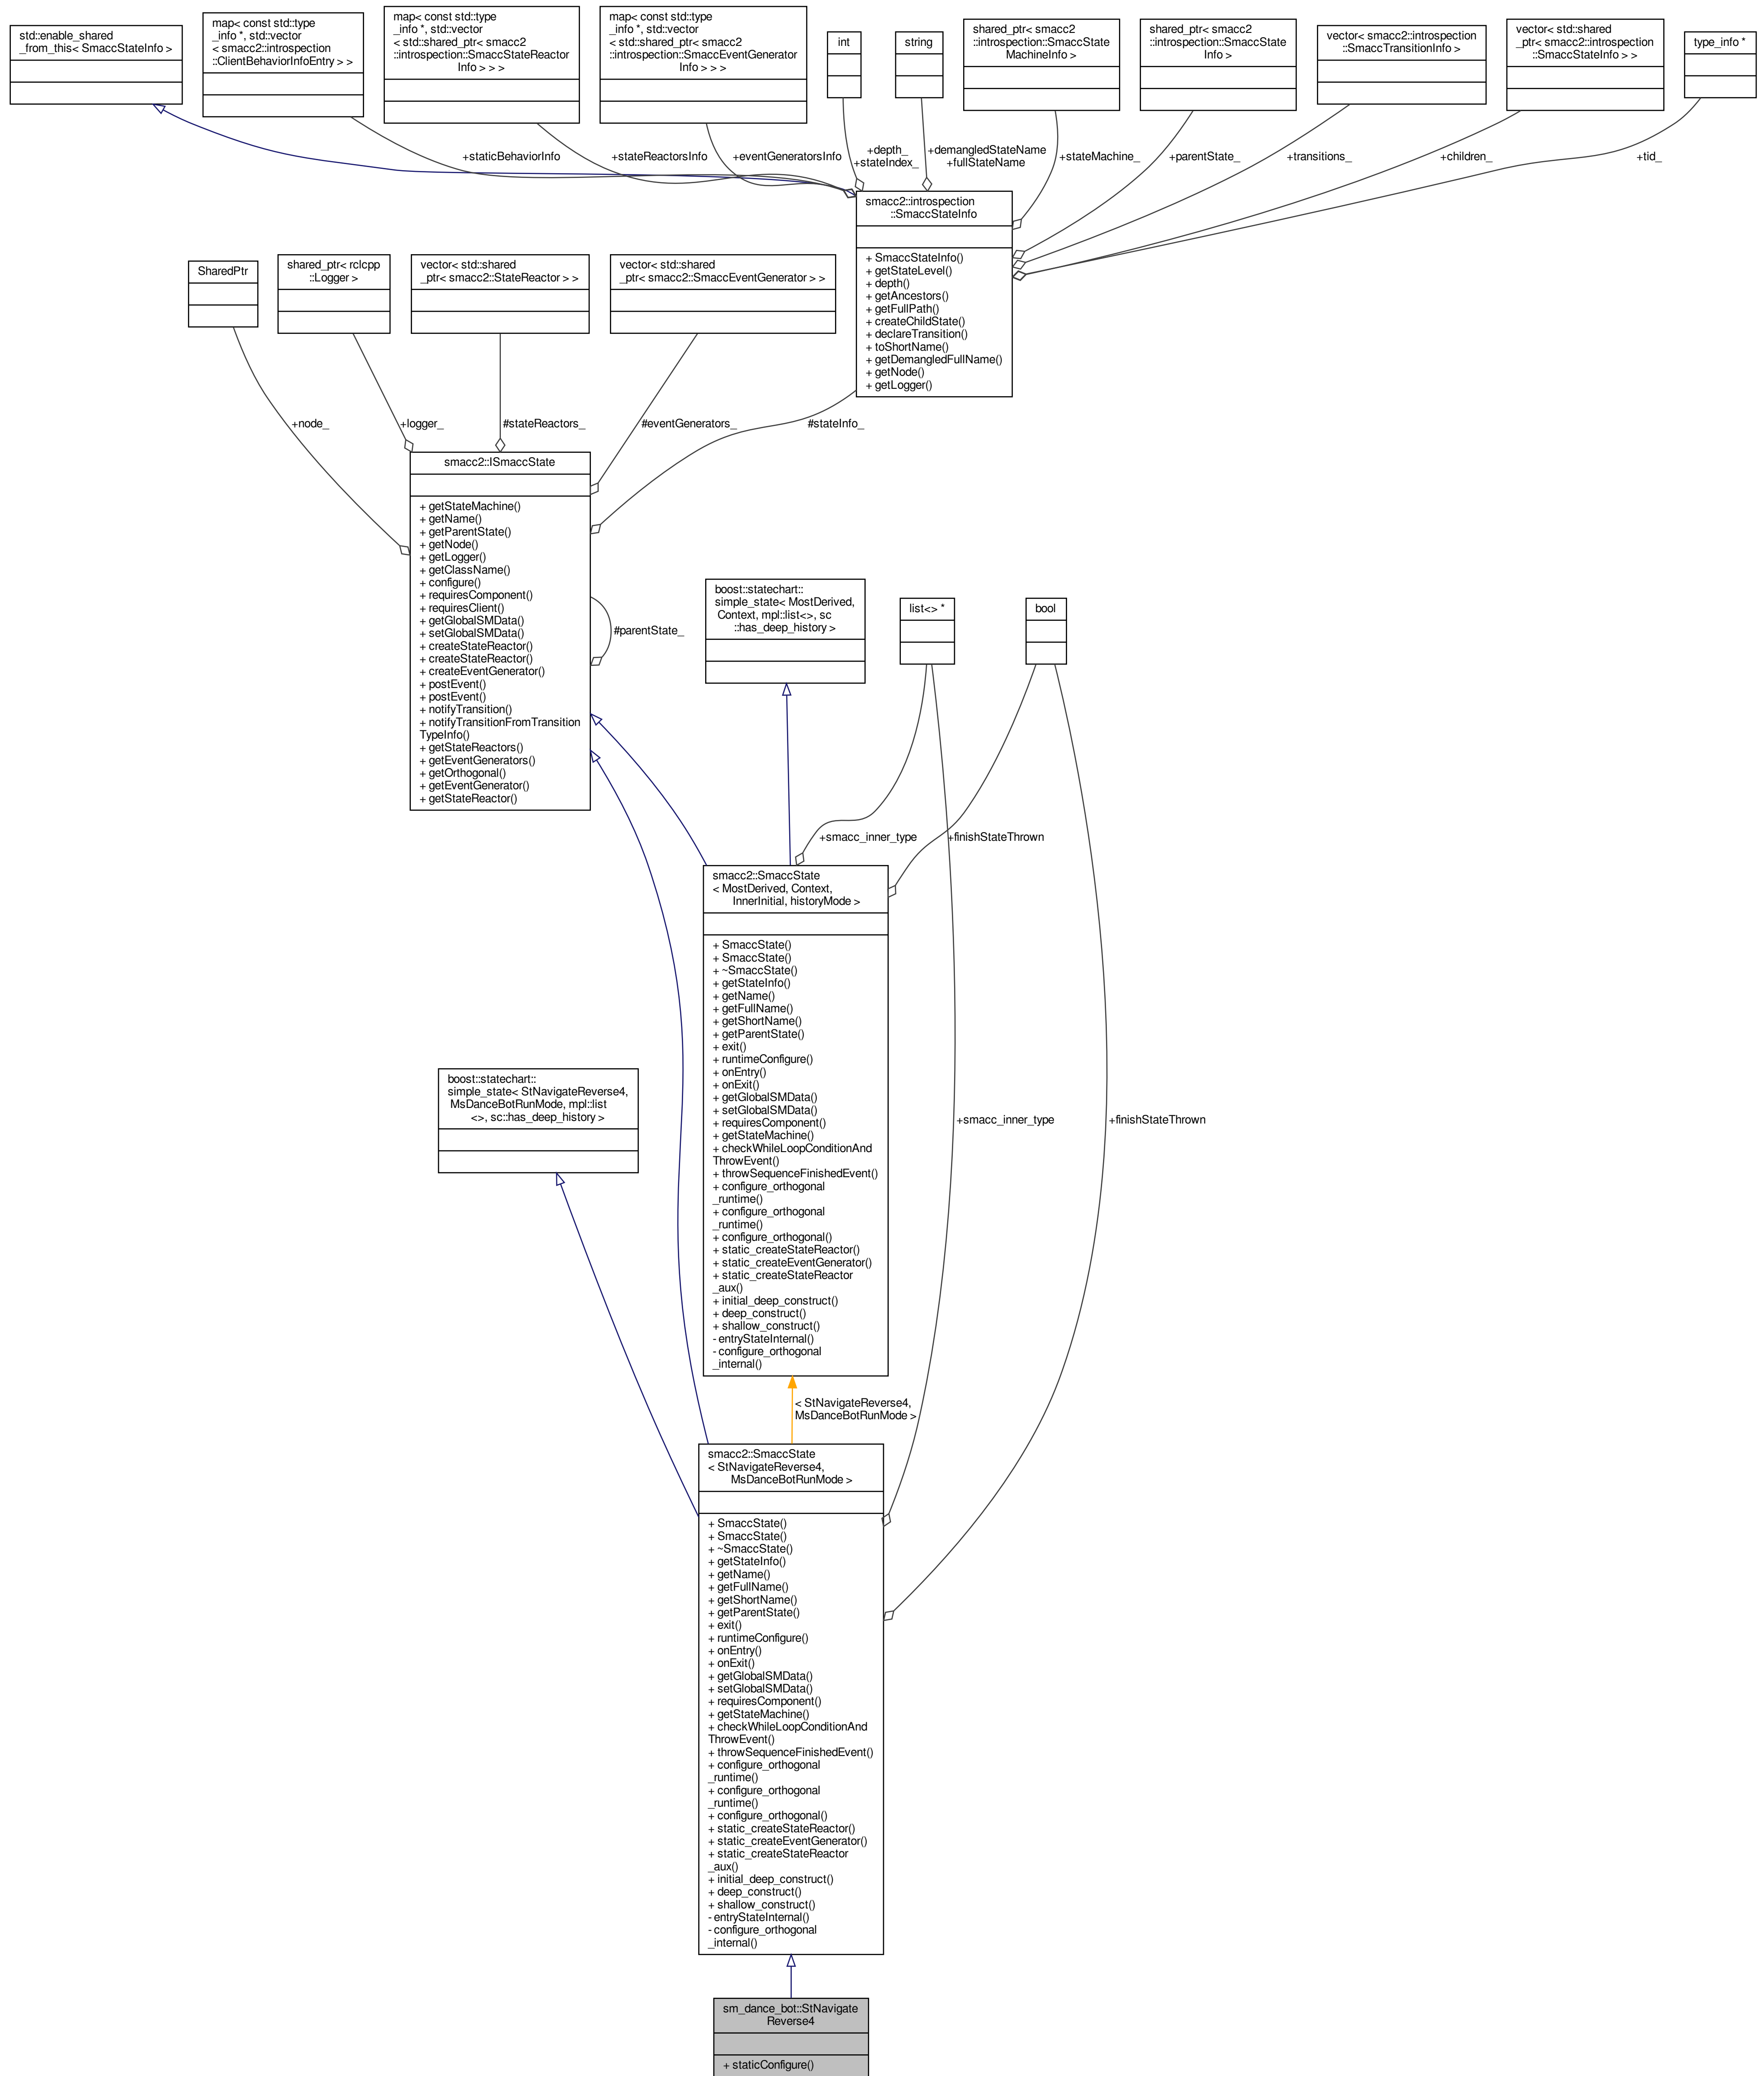 std::enable_shared
_from_this< SmaccStateInfo >
map< const std::type
_info *, std::vector
< smacc2::introspection
::ClientBehaviorInfoEntry > >
map< const std::type
_info *, std::vector
< std::shared_ptr< smacc2
::introspection::SmaccStateReactor
Info > > >
map< const std::type
_info *, std::vector
< std::shared_ptr< smacc2
::introspection::SmaccEventGenerator
Info > > >
int
string
shared_ptr< smacc2
::introspection::SmaccState
MachineInfo >
shared_ptr< smacc2
::introspection::SmaccState
Info >
vector< smacc2::introspection
::SmaccTransitionInfo >
vector< std::shared
_ptr< smacc2::introspection
::SmaccStateInfo > >
type_info *
+staticBehaviorInfo
+stateReactorsInfo
+eventGeneratorsInfo
+depth_
+stateIndex_
+demangledStateName
+fullStateName
+stateMachine_
+parentState_
+transitions_
+children_
+tid_
smacc2::introspection
::SmaccStateInfo
+ SmaccStateInfo()
+ getStateLevel()
+ depth()
+ getAncestors()
+ getFullPath()
+ createChildState()
+ declareTransition()
+ toShortName()
+ getDemangledFullName()
+ getNode()
+ getLogger()
SharedPtr
shared_ptr< rclcpp
::Logger >
vector< std::shared
_ptr< smacc2::StateReactor > >
vector< std::shared
_ptr< smacc2::SmaccEventGenerator > >
+node_
+logger_
#stateReactors_
#eventGenerators_
#stateInfo_
smacc2::ISmaccState
+ getStateMachine()
+ getName()
+ getParentState()
+ getNode()
+ getLogger()
+ getClassName()
+ configure()
+ requiresComponent()
+ requiresClient()
+ getGlobalSMData()
+ setGlobalSMData()
+ createStateReactor()
+ createStateReactor()
+ createEventGenerator()
+ postEvent()
+ postEvent()
+ notifyTransition()
+ notifyTransitionFromTransition
TypeInfo()
+ getStateReactors()
+ getEventGenerators()
+ getOrthogonal()
+ getEventGenerator()
+ getStateReactor()
#parentState_
boost::statechart::
simple_state< MostDerived,
Context, mpl::list<>, sc
::has_deep_history >
list<> *
bool
+smacc_inner_type
+finishStateThrown
smacc2::SmaccState
< MostDerived, Context,
InnerInitial, historyMode >
+ SmaccState()
+ SmaccState()
+ ~SmaccState()
+ getStateInfo()
+ getName()
+ getFullName()
+ getShortName()
+ getParentState()
+ exit()
+ runtimeConfigure()
+ onEntry()
+ onExit()
+ getGlobalSMData()
+ setGlobalSMData()
+ requiresComponent()
+ getStateMachine()
+ checkWhileLoopConditionAnd
ThrowEvent()
+ throwSequenceFinishedEvent()
+ configure_orthogonal
_runtime()
+ configure_orthogonal
_runtime()
+ configure_orthogonal()
+ static_createStateReactor()
+ static_createEventGenerator()
+ static_createStateReactor
_aux()
+ initial_deep_construct()
+ deep_construct()
+ shallow_construct()
- entryStateInternal()
- configure_orthogonal
_internal()
boost::statechart::
simple_state< StNavigateReverse4,
MsDanceBotRunMode, mpl::list
<>, sc::has_deep_history >
+smacc_inner_type
+finishStateThrown
< StNavigateReverse4,
MsDanceBotRunMode >
smacc2::SmaccState
< StNavigateReverse4,
MsDanceBotRunMode >
+ SmaccState()
+ SmaccState()
+ ~SmaccState()
+ getStateInfo()
+ getName()
+ getFullName()
+ getShortName()
+ getParentState()
+ exit()
+ runtimeConfigure()
+ onEntry()
+ onExit()
+ getGlobalSMData()
+ setGlobalSMData()
+ requiresComponent()
+ getStateMachine()
+ checkWhileLoopConditionAnd
ThrowEvent()
+ throwSequenceFinishedEvent()
+ configure_orthogonal
_runtime()
+ configure_orthogonal
_runtime()
+ configure_orthogonal()
+ static_createStateReactor()
+ static_createEventGenerator()
+ static_createStateReactor
_aux()
+ initial_deep_construct()
+ deep_construct()
+ shallow_construct()
- entryStateInternal()
- configure_orthogonal
_internal()
sm_dance_bot::StNavigate
Reverse4
+ staticConfigure()